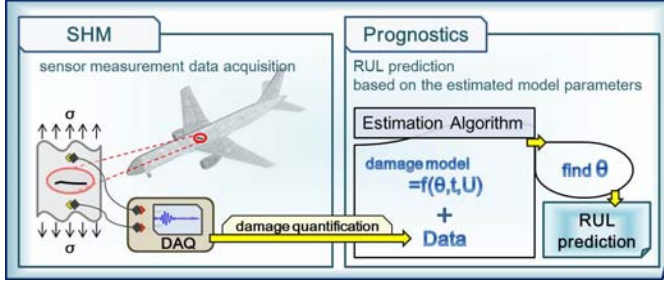 SHM
sensor measurement data acquisition
σ
σ
DAQ
damage quantification
Prognostics
RUL prediction
based on the estimated model parameters
Estimation Algorithm
damage model
=f(θ,t,U)
+
Data
find θ
RUL
prediction